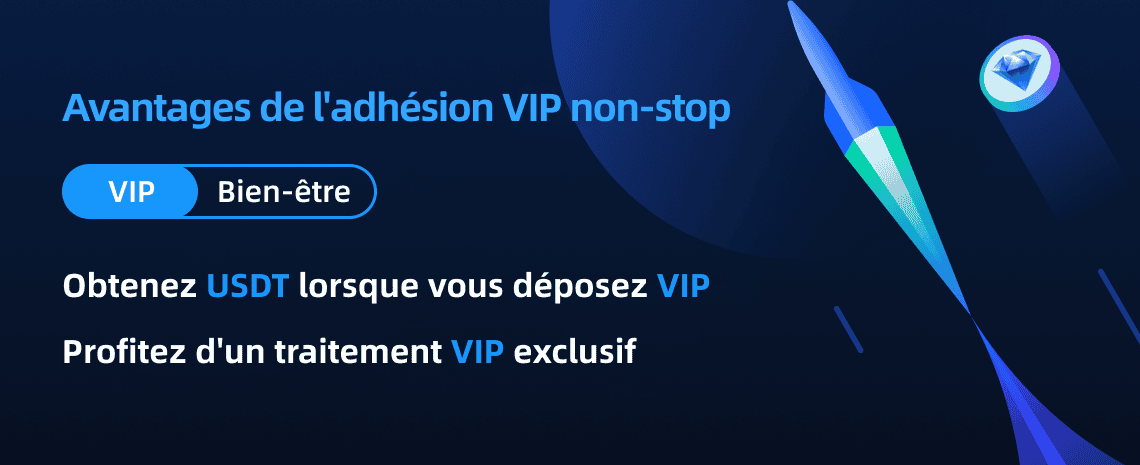 Avantages de l'adhésion VIP non-stop
VIP Bien-être
Obtenez USDT lorsque vous déposez VIP
Profitez d'un traitement VIP exclusif